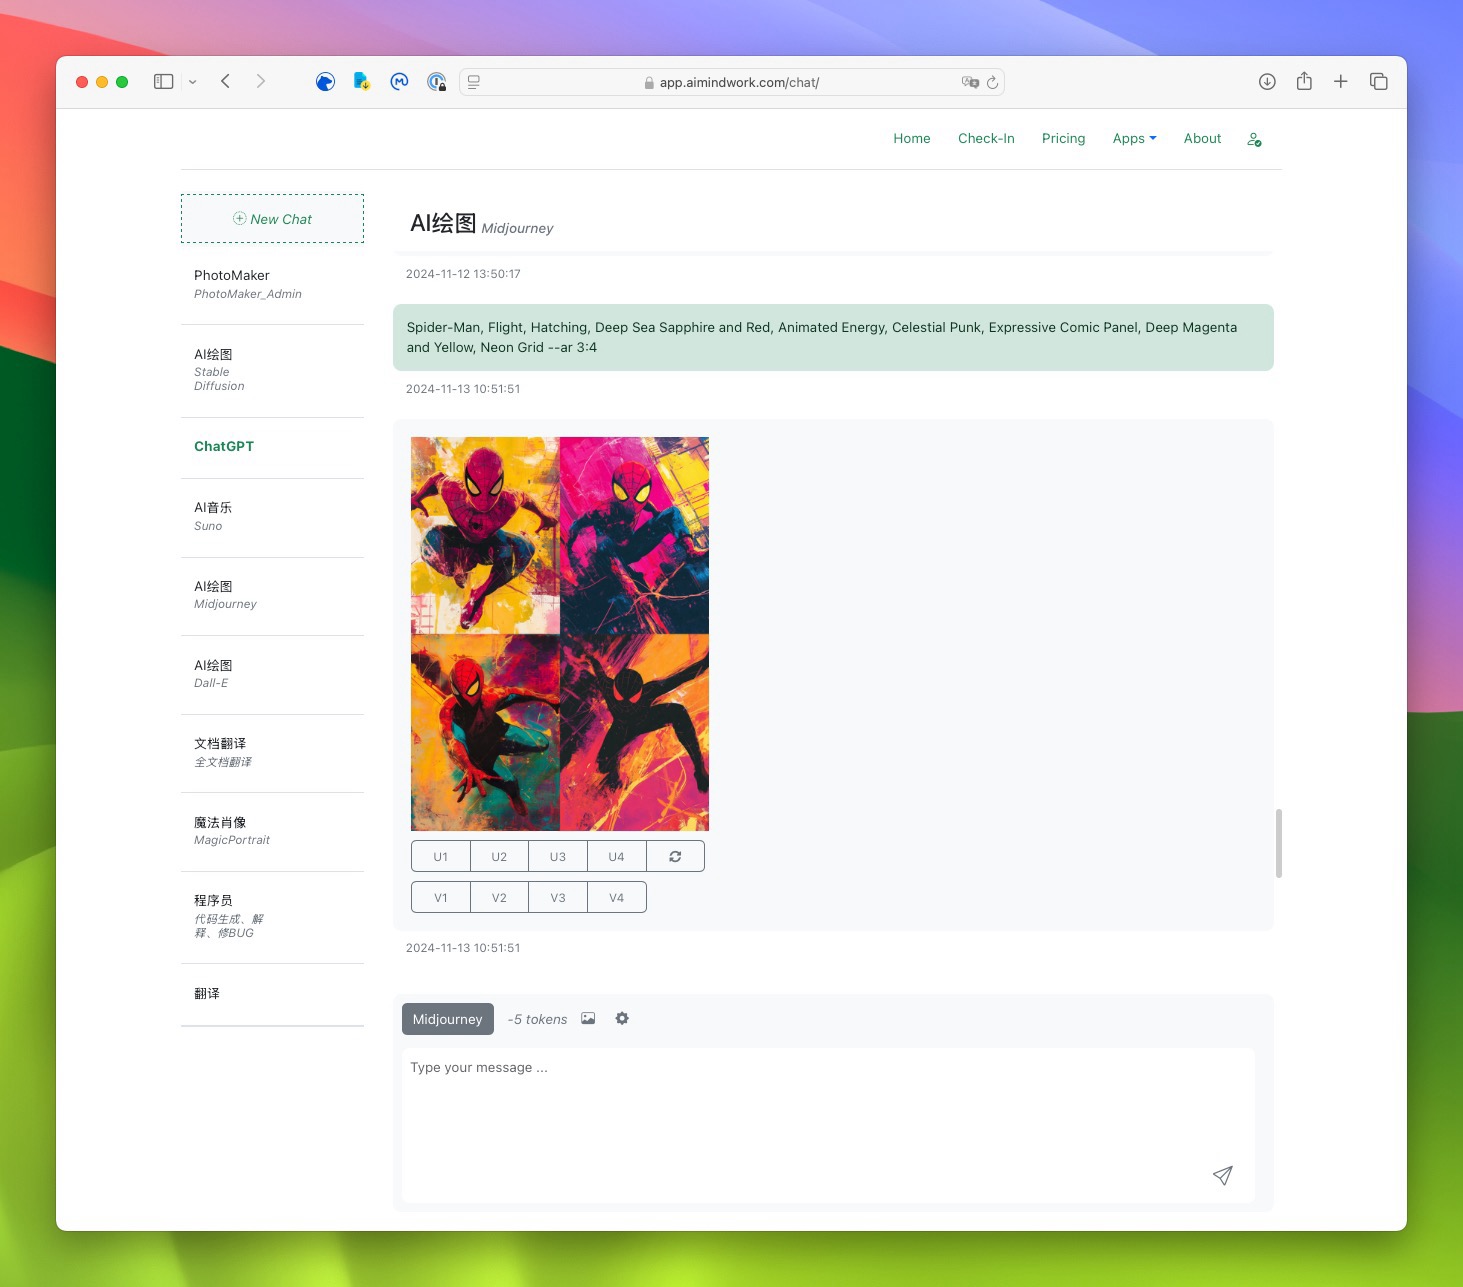 app.aimindwork.com/chat/
Home Check-In Pricing Apps About
New Chat
PhotoMaker
PhotoMaker_Admin
AI绘图
Stable
Diffusion
ChatGPT
AI音乐
Suno
AI绘图
Midjourney
AI绘图
Dall-E
文档翻译
全文档翻译
魔法肖像
MagicPortrait
程序员
代码生成、解
释、修BUG
翻译
AI绘图 Midjourney
2024-11-12 13:50:17
Spider-Man, Flight, Hatching, Deep Sea Sapphire and Red, Animated Energy, Celestial Punk, Expressive Comic Panel, Deep Magenta
and Yellow, Neon Grid --ar 3:4
2024-11-13 10:51:51
U1 U2 U3 U4
V1 V2 V3 V4
2024-11-13 10:51:51
Midjourney -5 tokens
Type your message ...